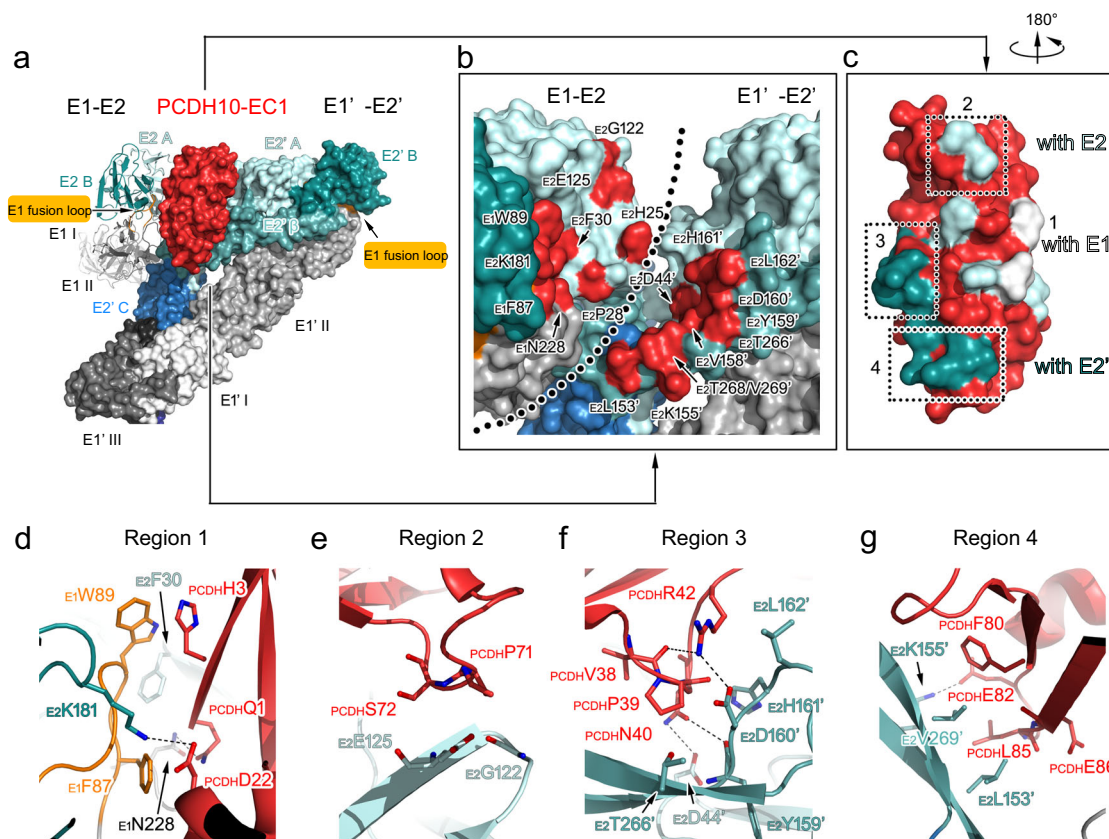 180°
a
b
c
E1-E2 PCDH10-EC1 E1’ -E2’
E2 A
E2’ A
E2’ B
E2 B
E1 fusion loop
E2’ β
E1 I
E1 fusion loop
E1 II
E2’ C
E1’ II
E1’ I
E1’ III
E1-E2
E1’ -E2’
E2G122
E2E125
E1W89
E2F30
E2H25
E2H161’
E2K181
E2D44’
E2L162’
E2D160’
E1F87
E2P28
E2Y159’
E1N228
E2T266’
E2V158’
E2T268/V269’
E2L153’
E2K155’
2
with E2
1
3
with E1
4
with E2’
d Region 1
e Region 2
f Region 3
g Region 4
E2F30
PCDHH3
E1W89
E2K181
PCDHQ1
E1F87
PCDHD22
E1N228
PCDHP71
PCDHS72
E2E125
E2G122
PCDHR42
E2L162’
PCDHV38
PCDHP39
E2H161’
PCDHN40
E2D160’
E2T266’
E2D44’
E2Y159’
PCDHF80
E2K155’
PCDHE82
E2V269’
PCDHL85
PCDHE86
E2L153’